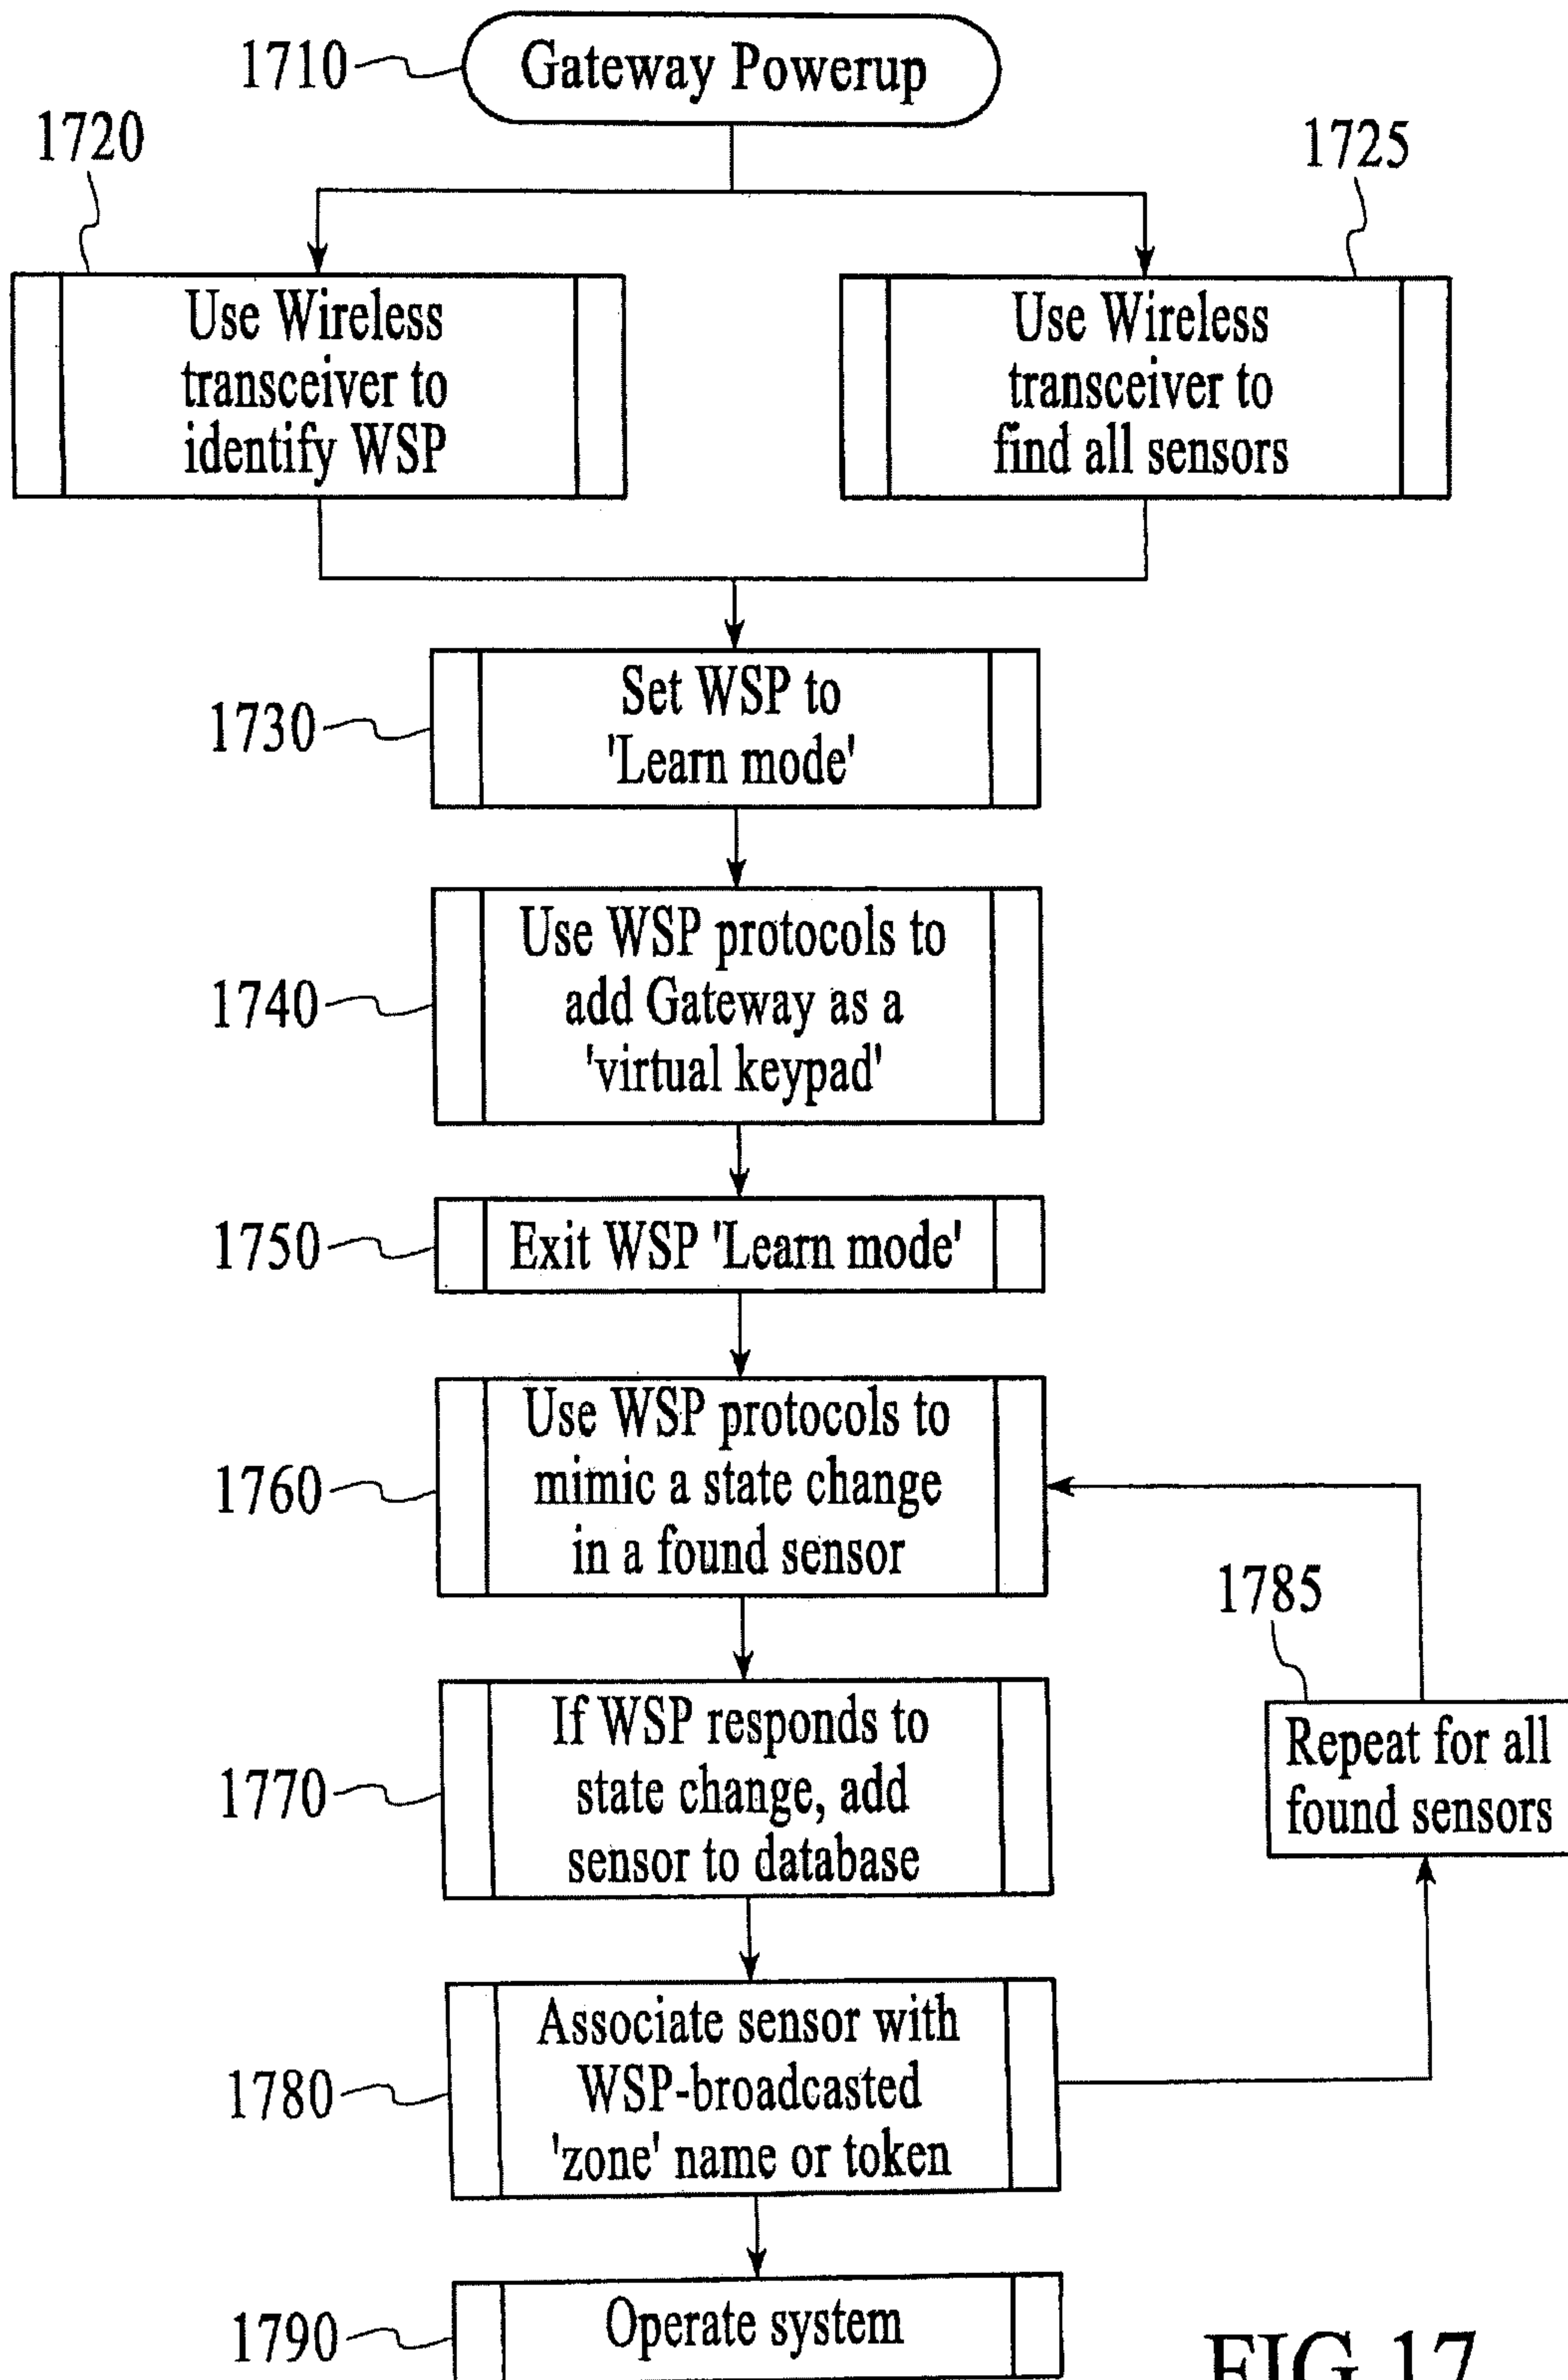 1710
Gateway Powerup
1720
1725
Use Wireless
transceiver to
identify WSP
Use Wireless
transceiver to
find all sensors
1730
Set WSP to
'Learn mode'
1740
Use WSP protocols to
add Gateway as a
'virtual keypad'
1750
Exit WSP 'Learn mode'
1760
Use WSP protocols to
mimic a state change
in a found sensor
1785
Repeat for all
found sensors
1770
If WSP responds to
state change, add
sensor to database
1780
Associate sensor with
WSP-broadcasted
'zone' name or token
1790
Operate system
FIG.17